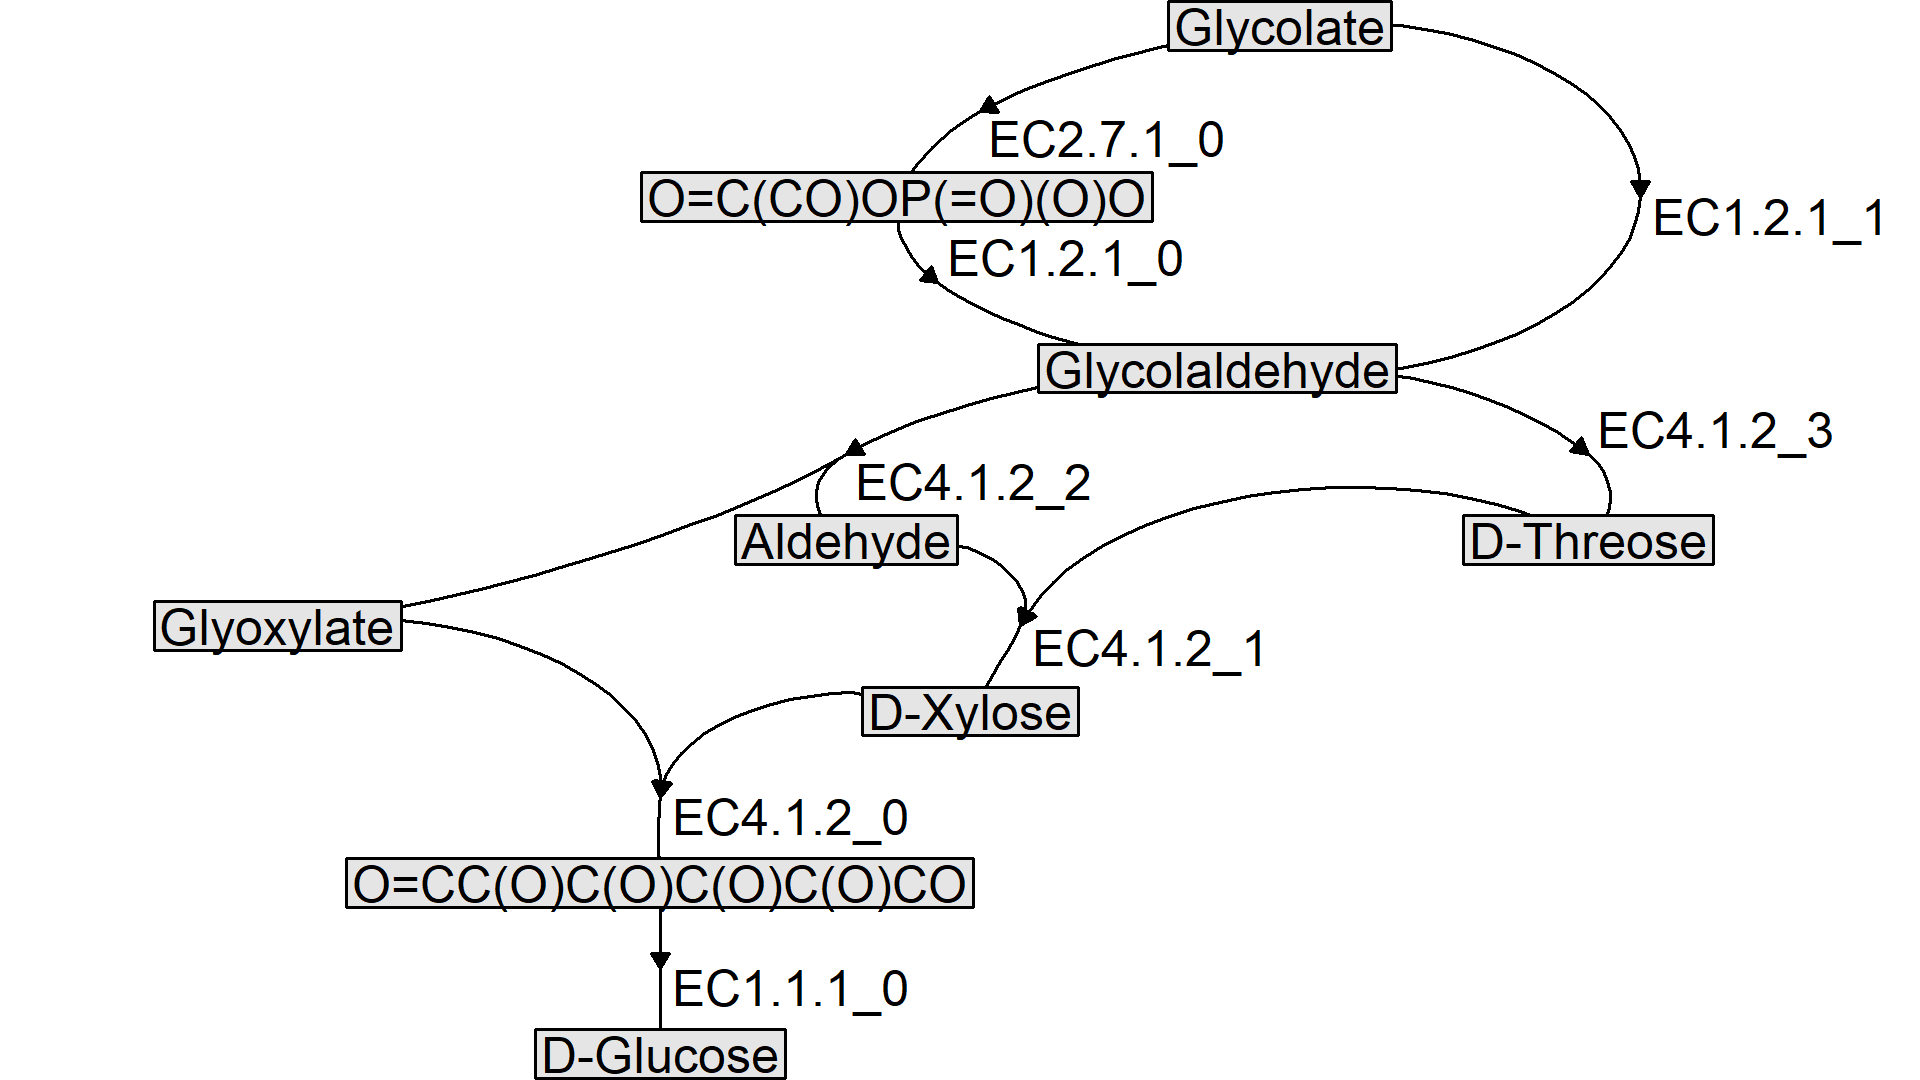 Glycolate
EC2.7.1_0
O=C(CO)OP(=O)(O)O
EC1.2.1_1
EC1.2.1_0
Glycolaldehyde
EC4.1.2_3
EC4.1.2_2
Aldehyde
D-Threose
Glyoxylate
EC4.1.2_1
D-Xylose
EC4.1.2_0
O=CC(O)C(O)C(O)C(O)CO
EC1.1.1_0
D-Glucose